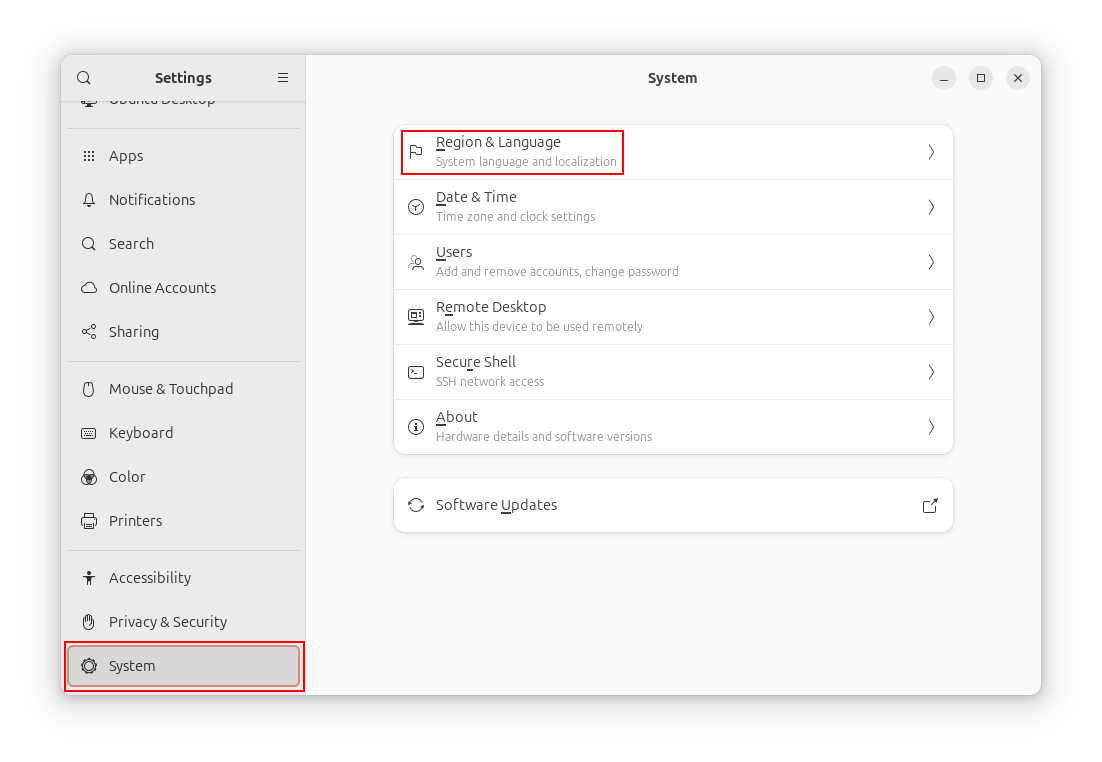 Settings
Ubuntu Desktop
Apps
Notifications
Search
Online Accounts
Sharing
Mouse & Touchpad
Keyboard
Color
Printers
Accessibility
Privacy & Security
System
System
Region & Language
System language and localization
Date & Time
Time zone and clock settings
Users
Add and remove accounts, change password
Remote Desktop
Allow this device to be used remotely
Secure Shell
SSH network access
About
Hardware details and software versions
Software Updates